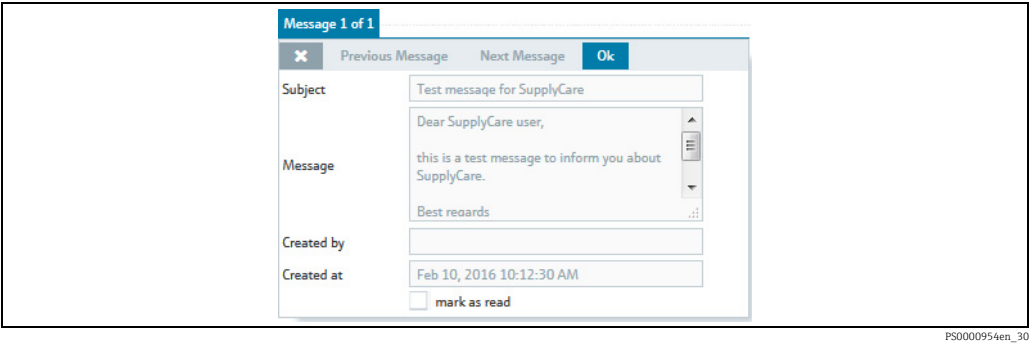 Message 1 of 1
Previous Message Next Message Ok
Subject Test message for SupplyCare
Dear SupplyCare user,
this is a test message to inform you about
Message
SupplyCare.
Best regards
Created by
Created at Feb 10, 2016 10:12:30 AM
mark as read
PS0000954en_30